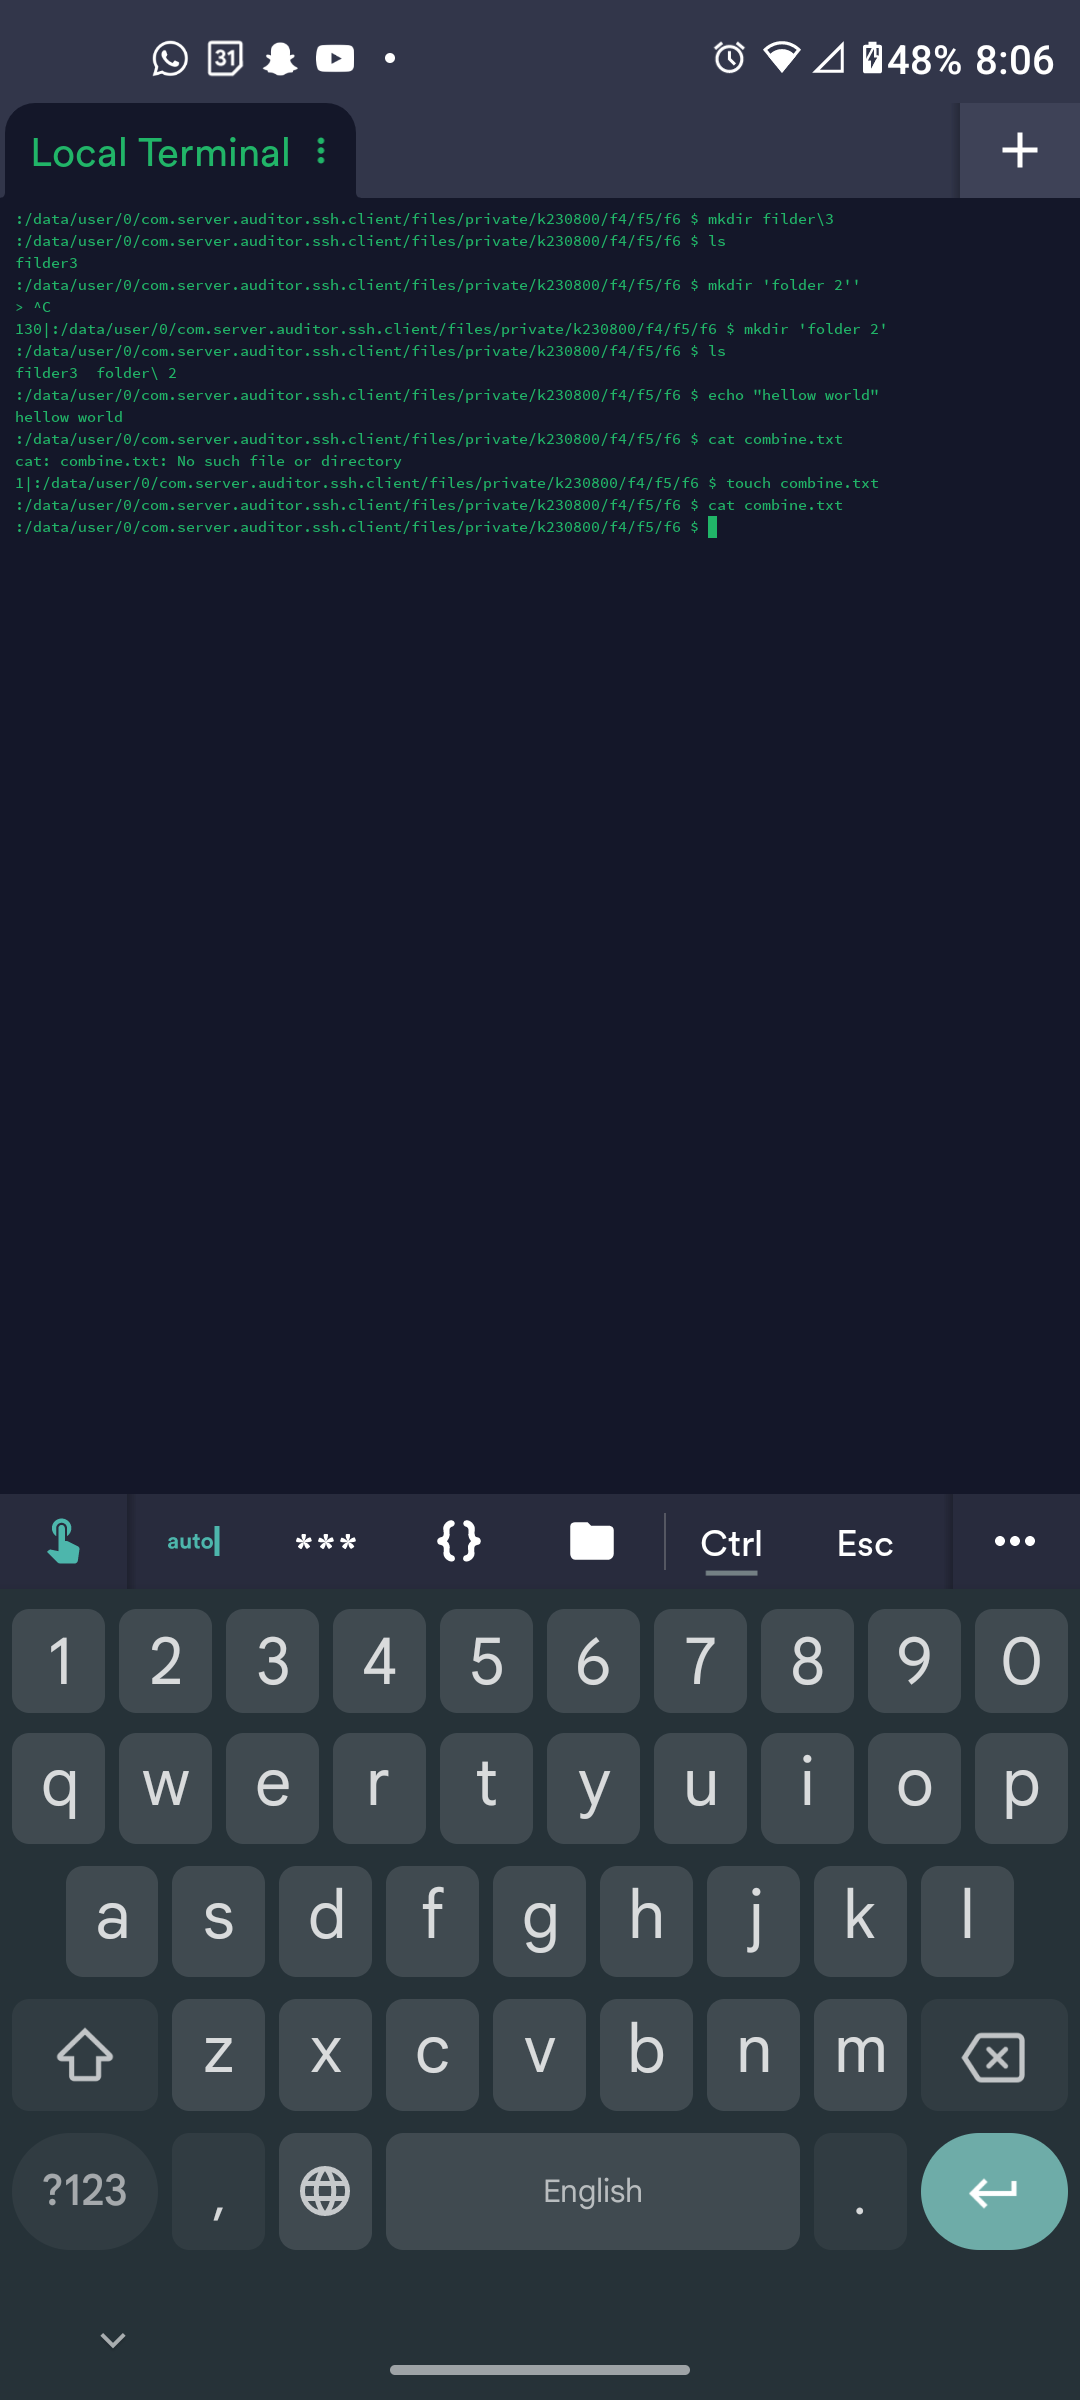 31 48% 8:06
Local Terminal
:/data/user/0/com.server.auditor.ssh.client/files/private/k230800/f4/f5/f6 $ mkdir filder\3
:/data/user/0/com.server.auditor.ssh.client/files/private/k230800/f4/f5/f6 $ ls
filder3
:/data/user/0/com.server.auditor.ssh.client/files/private/k230800/f4/f5/f6 $ mkdir 'folder 2''
> ^C
130|:/data/user/0/com.server.auditor.ssh.client/files/private/k230800/f4/f5/f6 $ mkdir 'folder 2'
:/data/user/0/com.server.auditor.ssh.client/files/private/k230800/f4/f5/f6 $ ls
filder3  folder\ 2
:/data/user/0/com.server.auditor.ssh.client/files/private/k230800/f4/f5/f6 $ echo "hellow world"
hellow world
:/data/user/0/com.server.auditor.ssh.client/files/private/k230800/f4/f5/f6 $ cat combine.txt
cat: combine.txt: No such file or directory
1|:/data/user/0/com.server.auditor.ssh.client/files/private/k230800/f4/f5/f6 $ touch combine.txt
:/data/user/0/com.server.auditor.ssh.client/files/private/k230800/f4/f5/f6 $ cat combine.txt
:/data/user/0/com.server.auditor.ssh.client/files/private/k230800/f4/f5/f6 $
auto *** {} Ctrl Esc
1 2 3 4 5 6 7 8 9 0
q w e r t y u i o p
a s d f g h j k l
z x c v b n m
?123 , English .